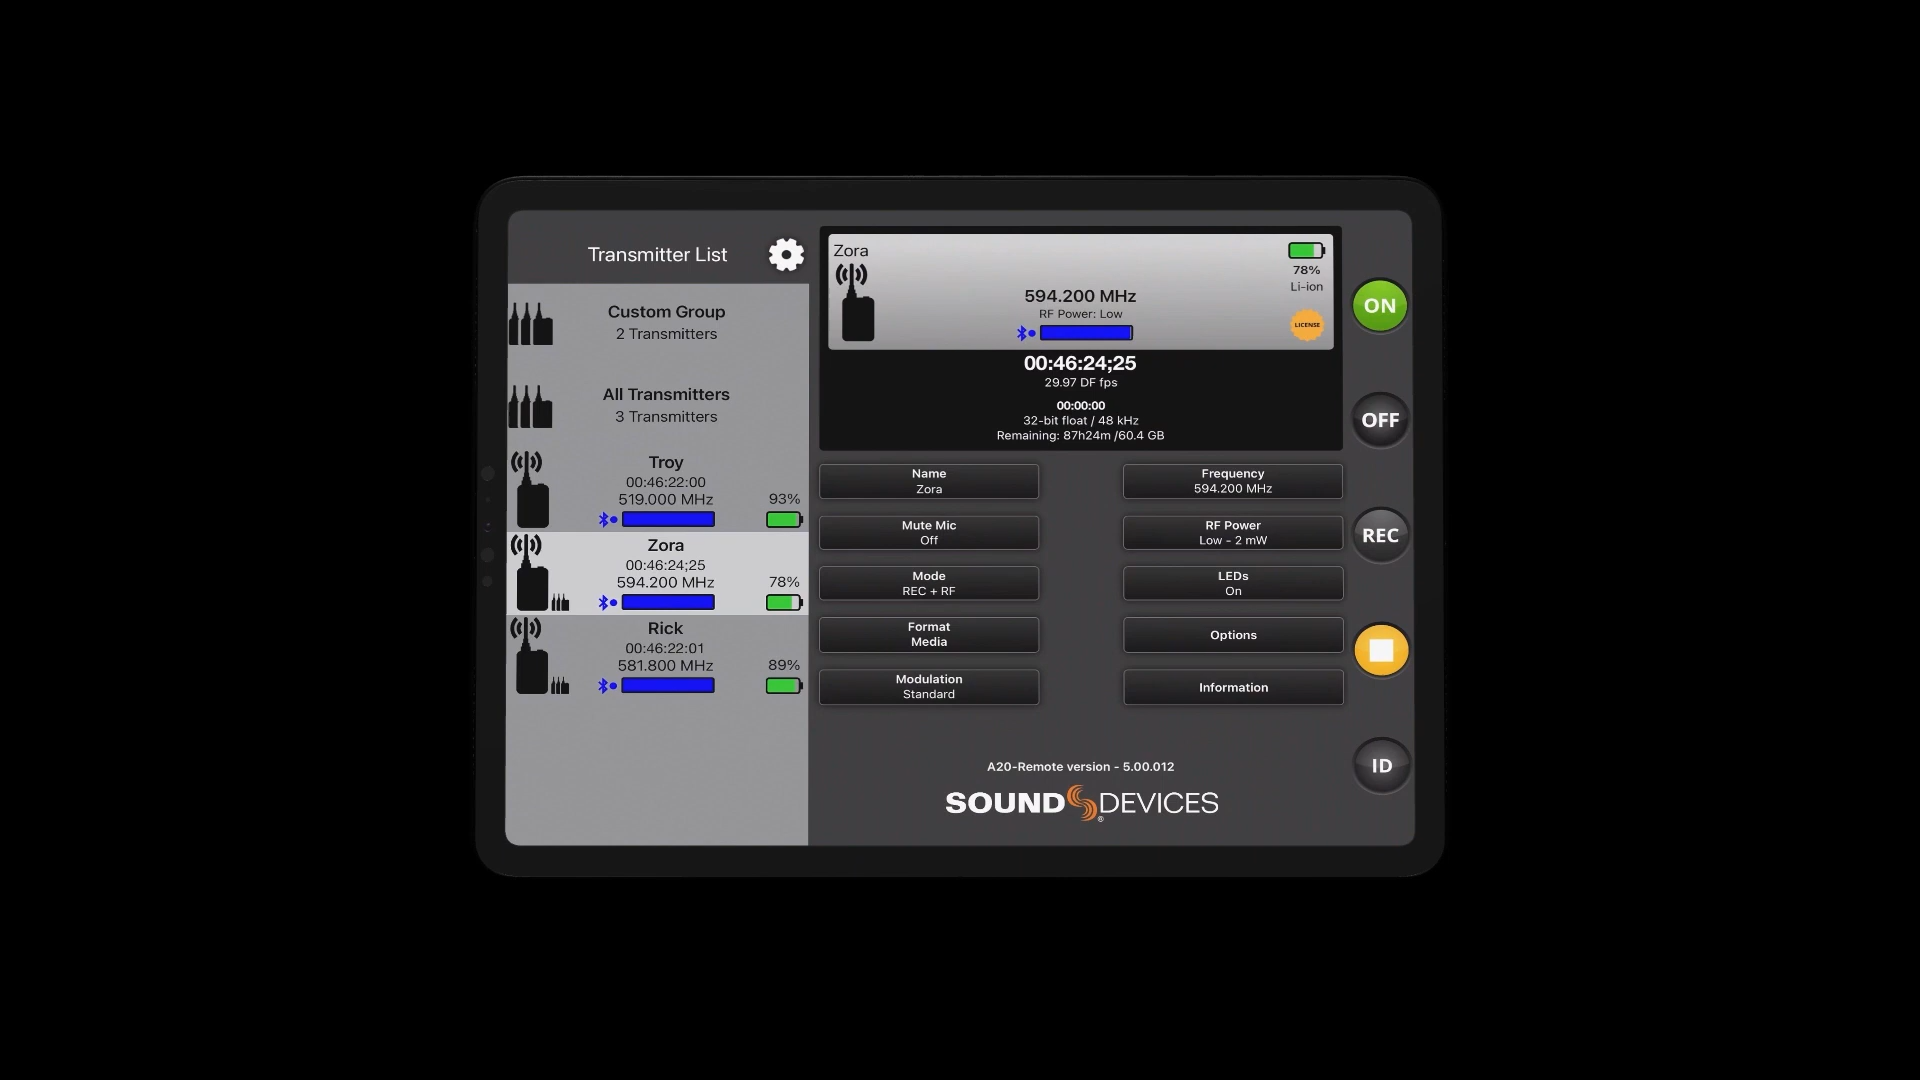 Transmitter List
Custom Group
2 Transmitters
All Transmitters
3 Transmitters
Troy
00:46:22:00
519.000 MHz
93%
Zora
00:46:24;25
594.200 MHz
78%
Rick
00:46:22:01
581.800 MHz
89%
Zora
78%
Li-ion
594.200 MHz
RF Power: Low
LICENSE
00:46:24;25
29.97 DF fps
00:00:00
32-bit float / 48 kHz
Remaining: 87h24m /60.4 GB
Name
Zora
Frequency
594.200 MHz
Mute Mic
Off
RF Power
Low - 2 mW
Mode
REC + RF
LEDs
On
Format
Media
Options
Modulation
Standard
Information
A20-Remote version - 5.00.012
SOUND DEVICES®
ON
OFF
REC
ID